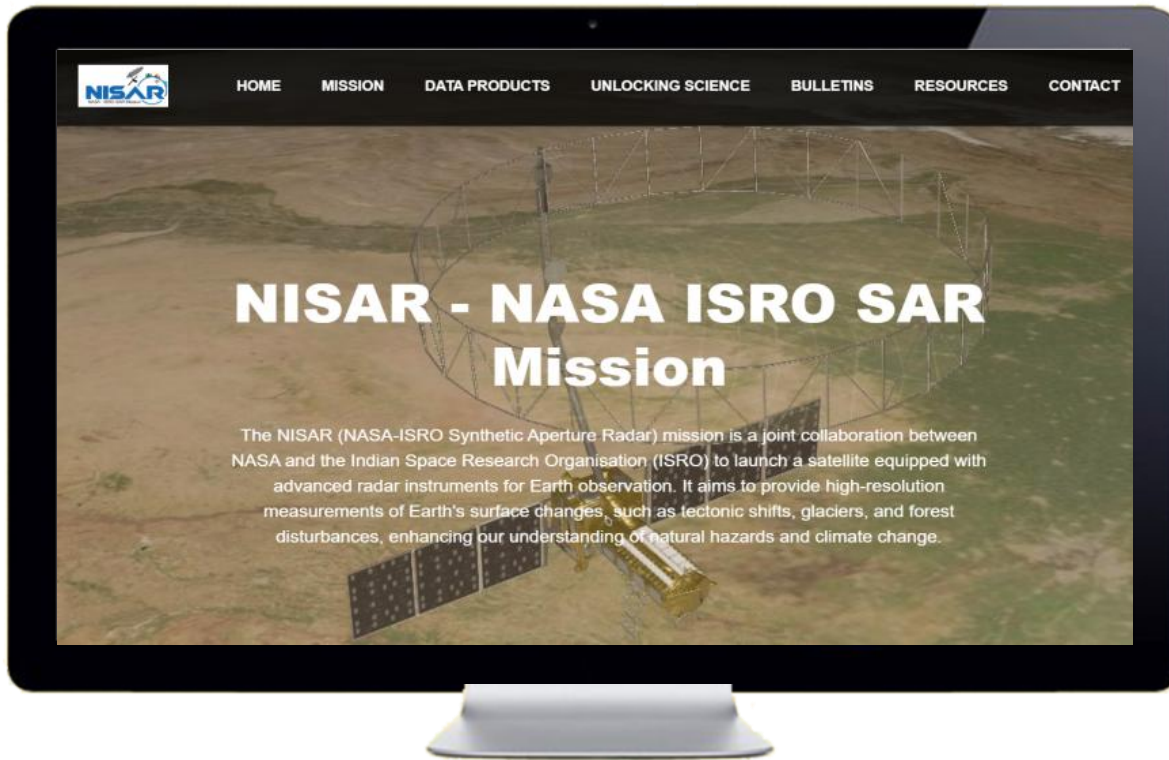 NISAR
HOME MISSION DATA PRODUCTS UNLOCKING SCIENCE BULLETINS RESOURCES CONTACT
NISAR - NASA ISRO SAR
Mission
The NISAR (NASA-ISRO Synthetic Aperture Radar) mission is a joint collaboration between
NASA and the Indian Space Research Organisation (ISRO) to launch a satellite equipped with
advanced radar instruments for Earth observation. It aims to provide high-resolution
measurements of Earth's surface changes, such as tectonic shifts, glaciers, and forest
disturbances, enhancing our understanding of natural hazards and climate change.